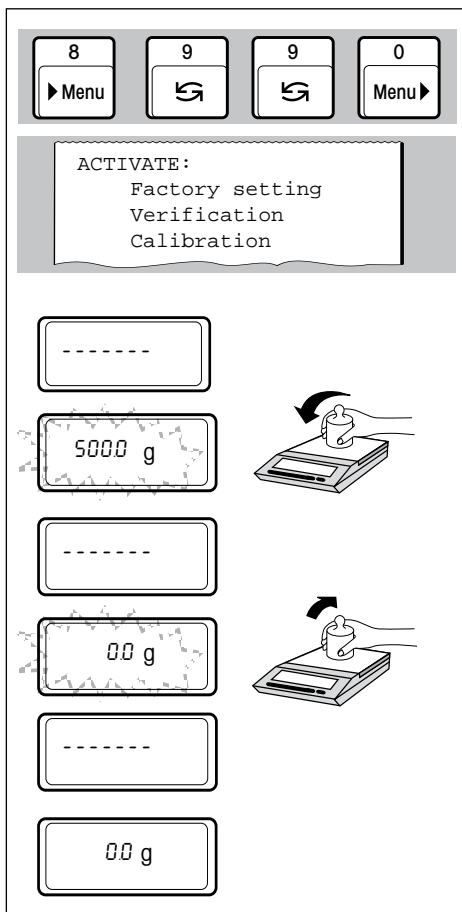 8 9 9 0
Menu Menu
ACTIVATE:
Factory setting
Verification
Calibration
-------
500.0 g
-------
0.0 g
-------
0.0 g